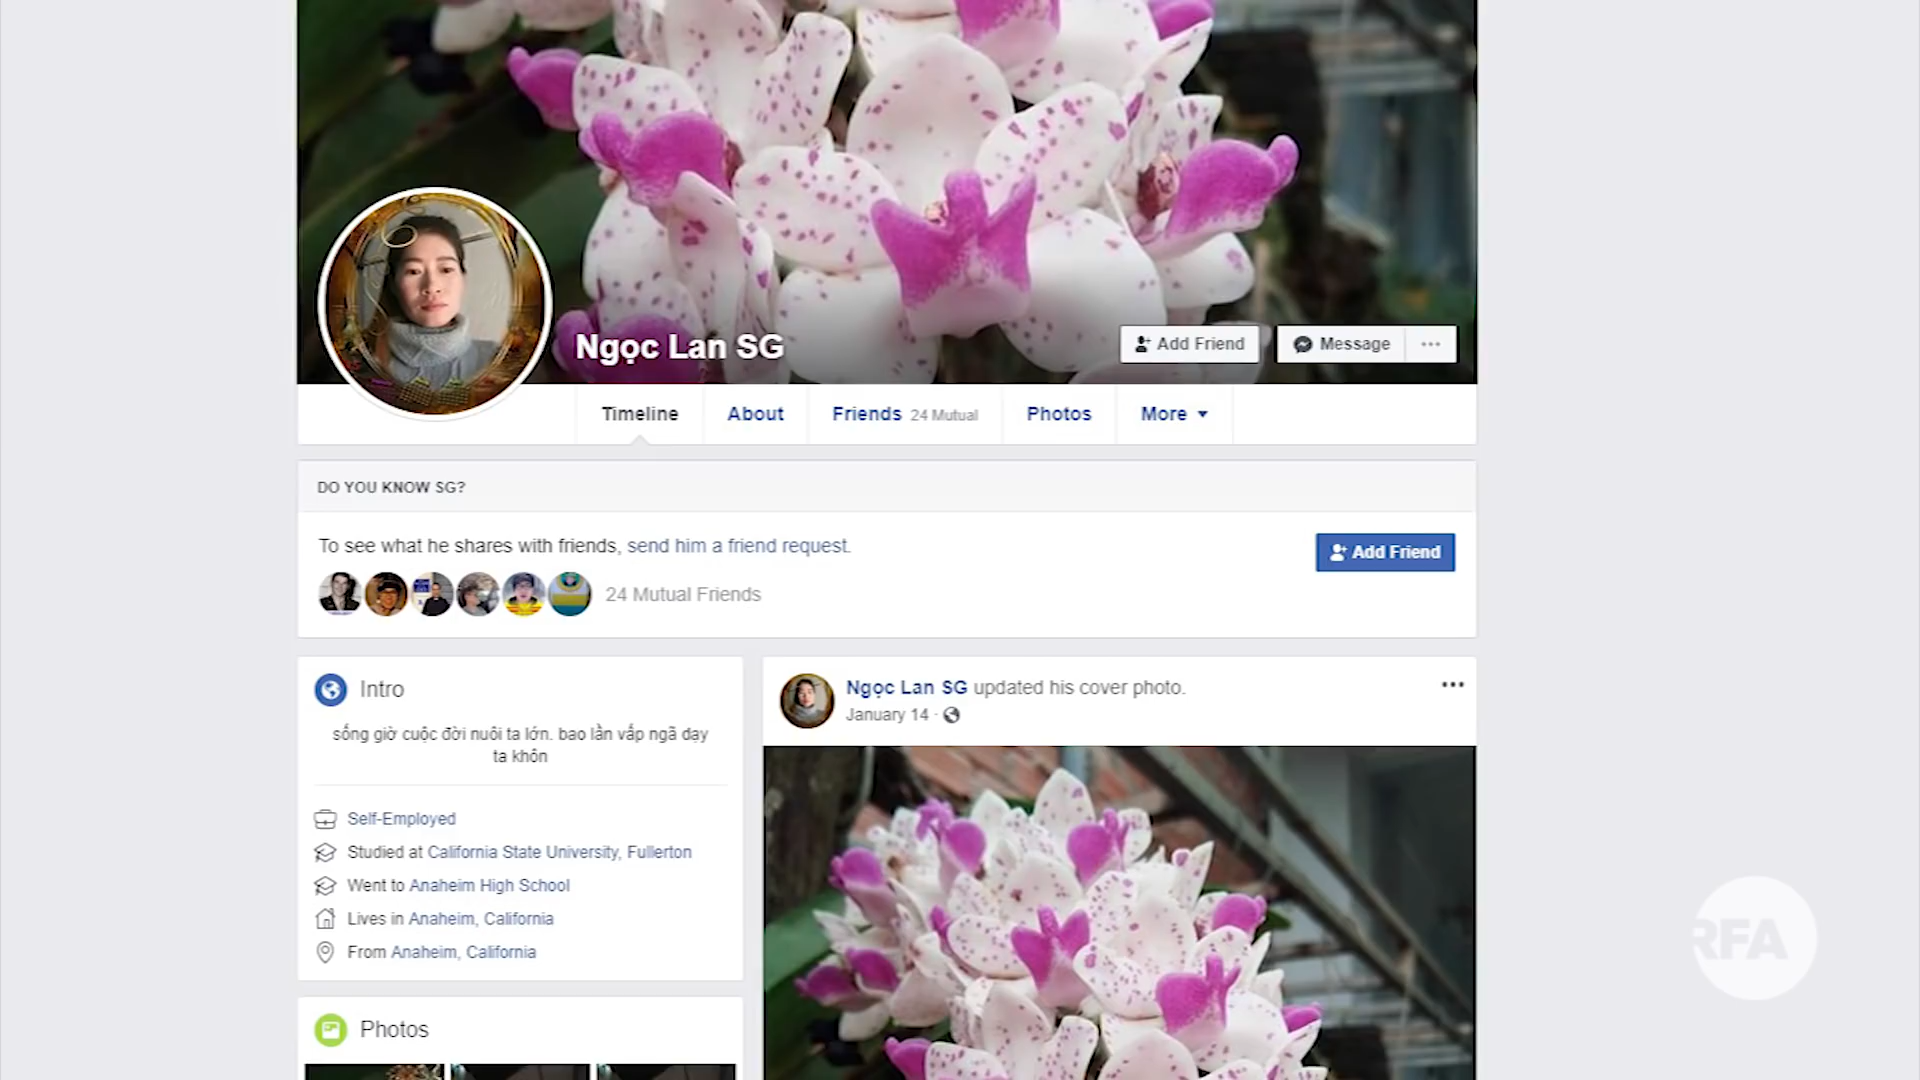 Ngọc Lan SG
Add Friend
Message
Timeline
About
Friends 24 Mutual
Photos
More
DO YOU KNOW SG?
To see what he shares with friends, send him a friend request.
Add Friend
24 Mutual Friends
Intro
sống giờ cuộc đời nuôi ta lớn. bao lần vấp ngã dạy
ta khôn
Self-Employed
Studied at California State University, Fullerton
Went to Anaheim High School
Lives in Anaheim, California
From Anaheim, California
Photos
Ngọc Lan SG updated his cover photo.
January 14 ·
RFA